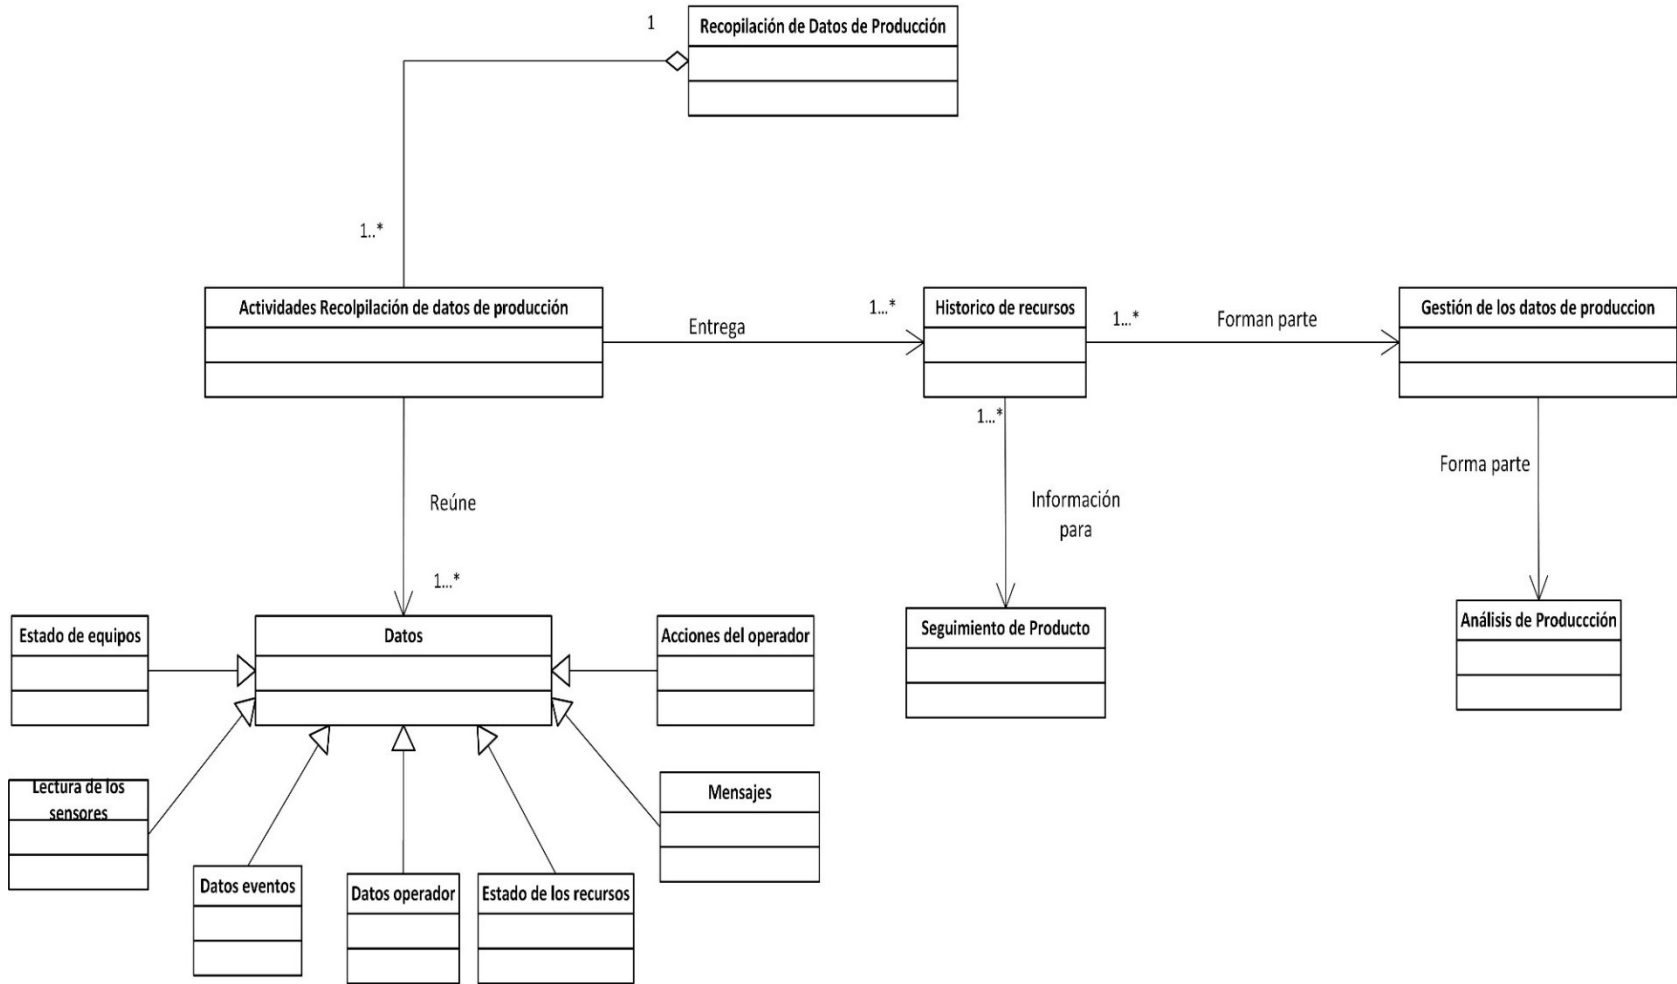 1
Recopilación de Datos de Producción
1..*
Actividades Recolpilación de datos de producción
Entrega
1...*
Historico de recursos
1...*
Forman parte
Gestión de los datos de produccion
1...*
Forma parte
Reúne
Información
para
1...*
Estado de equipos
Datos
Acciones del operador
Seguimiento de Producto
Análisis de Produccción
Lectura de los
sensores
Mensajes
Datos eventos
Datos operador
Estado de los recursos